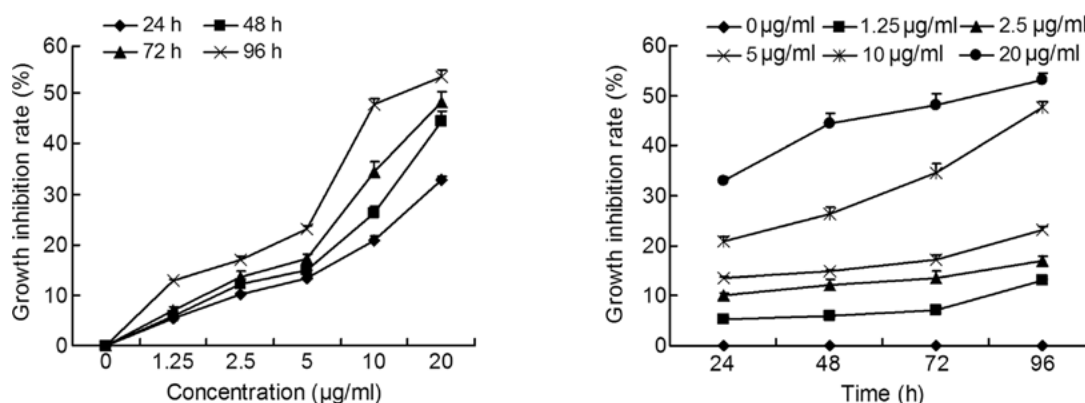 24 h 48 h
72 h 96 h
60
50
40
30
20
10
0
Growth inhibition rate (%)
0 1.25 2.5 5 10 20
Concentration (µg/ml)
0 µg/ml 1.25 µg/ml 2.5 µg/ml
5 µg/ml 10 µg/ml 20 µg/ml
60
50
40
30
20
10
0
Growth inhibition rate (%)
24 48 72 96
Time (h)